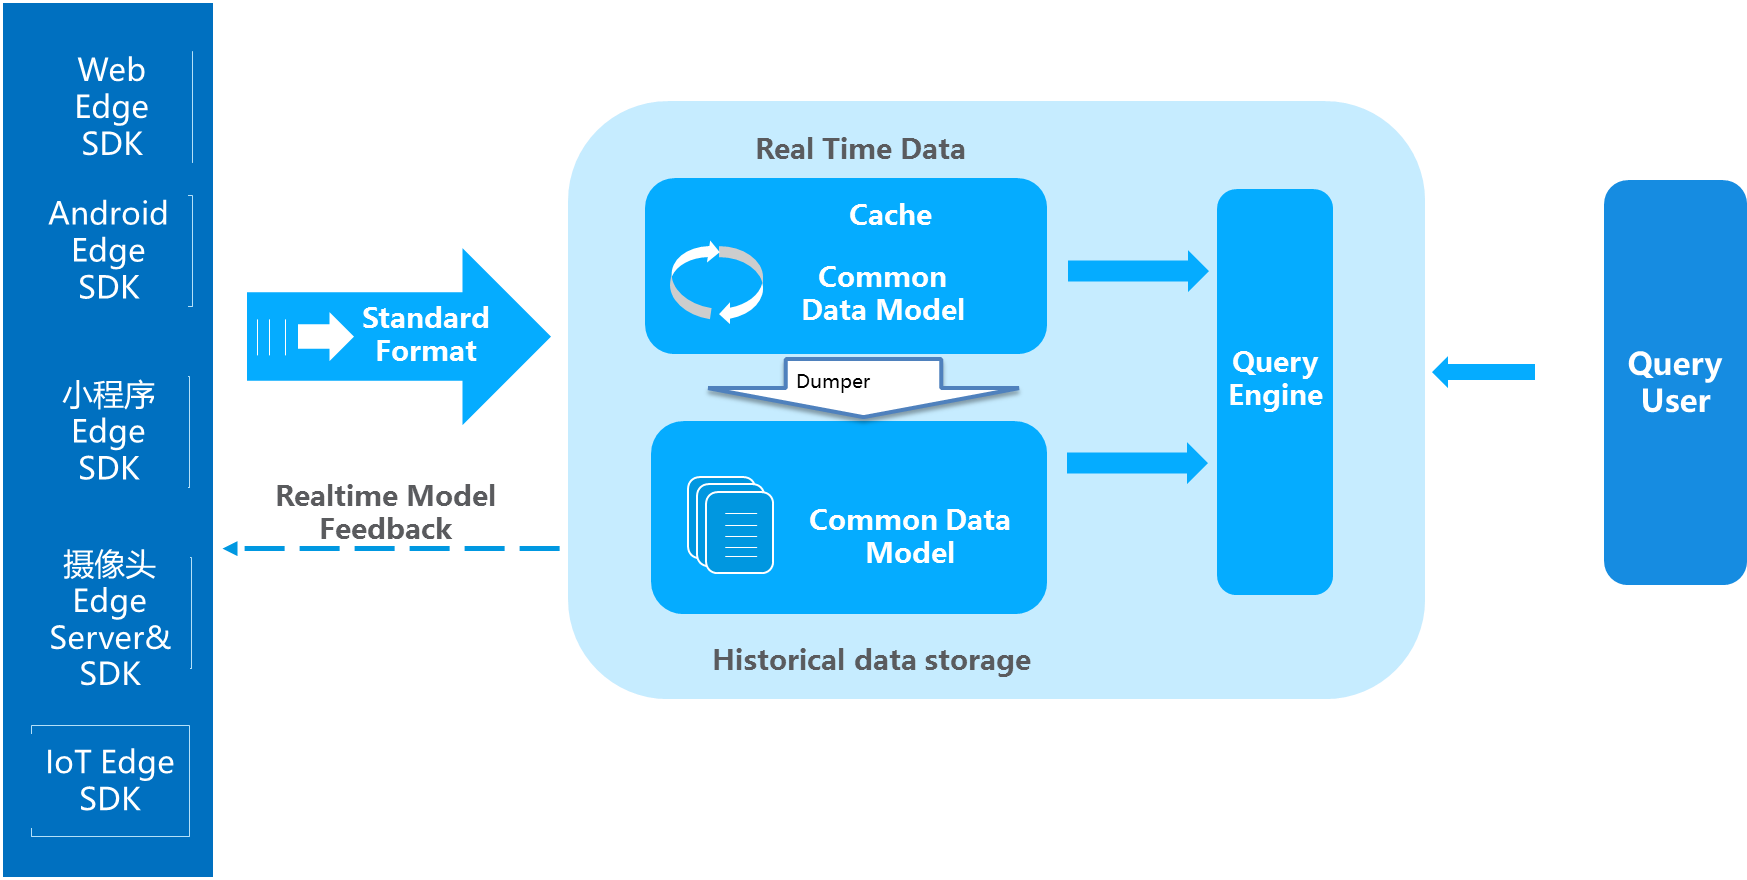 Web
Edge
SDK
Android
Edge
SDK
小程序
Edge
SDK
摄像头
Edge
Server&
SDK
IoT Edge
SDK
Standard
Format
Realtime Model
Feedback
Real Time Data
Cache
Common
Data Model
Dumper
Common Data
Model
Historical data storage
Query
Engine
Query
User